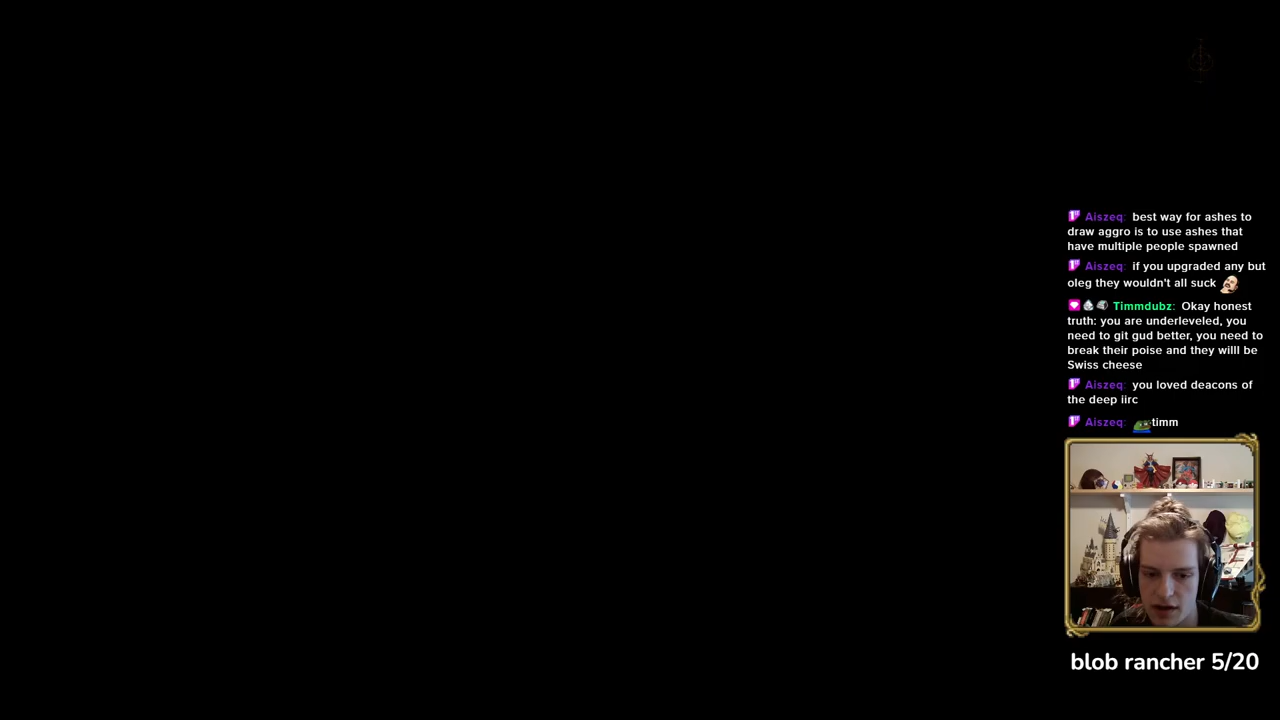 Aiszeq: best way for ashes to
draw aggro is to use ashes that
have multiple people spawned
Aiszeq: if you upgraded any but
oleg they wouldn't all suck
Timmdubz: Okay honest
truth: you are underleveled, you
need to git gud better, you need to
break their poise and they willl be
Swiss cheese
Aiszeq: you loved deacons of
the deep iirc
Aiszeq: timm
blob rancher 5/20